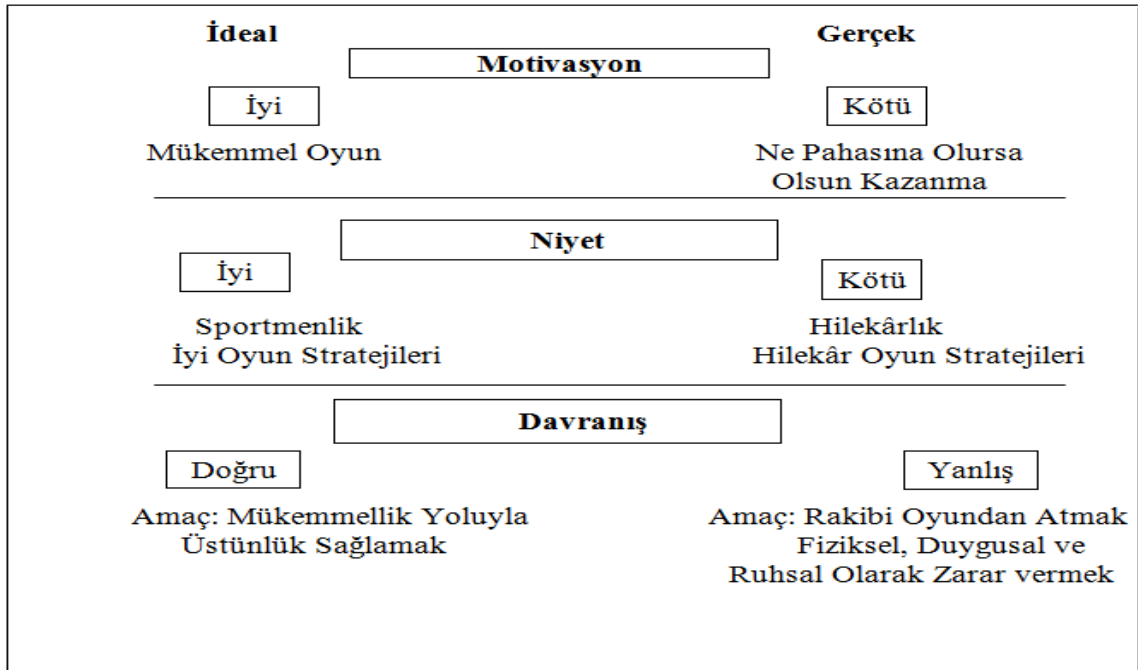 İdeal
Gerçek
Motivasyon
İyi
Kötü
Mükemmel Oyun
Ne Pahasına Olursa
Olsun Kazanma
Niyet
İyi
Kötü
Sportmenlik
İyi Oyun Stratejileri
Hilekârlık
Hilekâr Oyun Stratejileri
Davranış
Doğru
Yanlış
Amaç: Mükemmellik Yoluyla
Üstünlük Sağlamak
Amaç: Rakibi Oyundan Atmak
Fiziksel, Duygusal ve
Ruhsal Olarak Zarar vermek